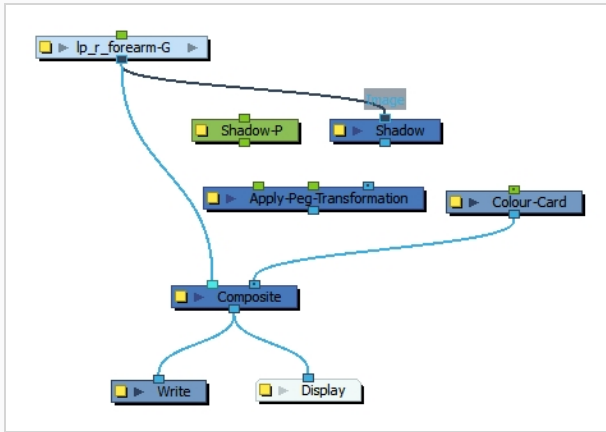 lp_r_forearm-G
Image
Shadow-P
Shadow
Apply-Peg-Transformation
Colour-Card
Composite
Write
Display